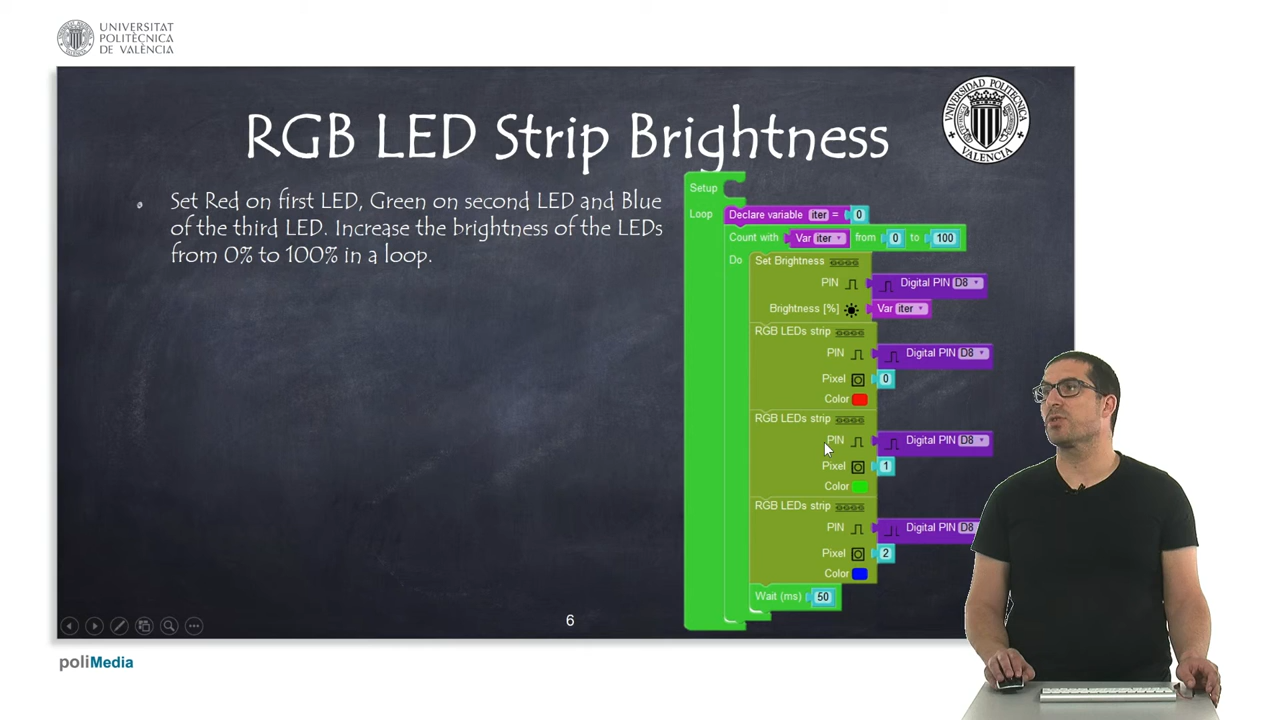 UNIVERSITAT
POLITÈCNICA
DE VALÈNCIA
UNIVERSIDAD POLITECNICA
VALENCIA
RGB LED Strip Brightness
Set Red on first LED, Green on second LED and Blue
of the third LED. Increase the brightness of the LEDs
from 0% to 100% in a loop.
Setup
Loop
Declare variable iter = 0
Count with Var iter from 0 to 100
Do
Set Brightness
PIN Digital PIN D8
Brightness [%] Var iter
RGB LEDs strip
PIN Digital PIN D8
Pixel 0
Color
RGB LEDs strip
PIN Digital PIN D8
Pixel 1
Color
RGB LEDs strip
PIN Digital PIN D8
Pixel 2
Color
Wait (ms) 50
6
poliMedia